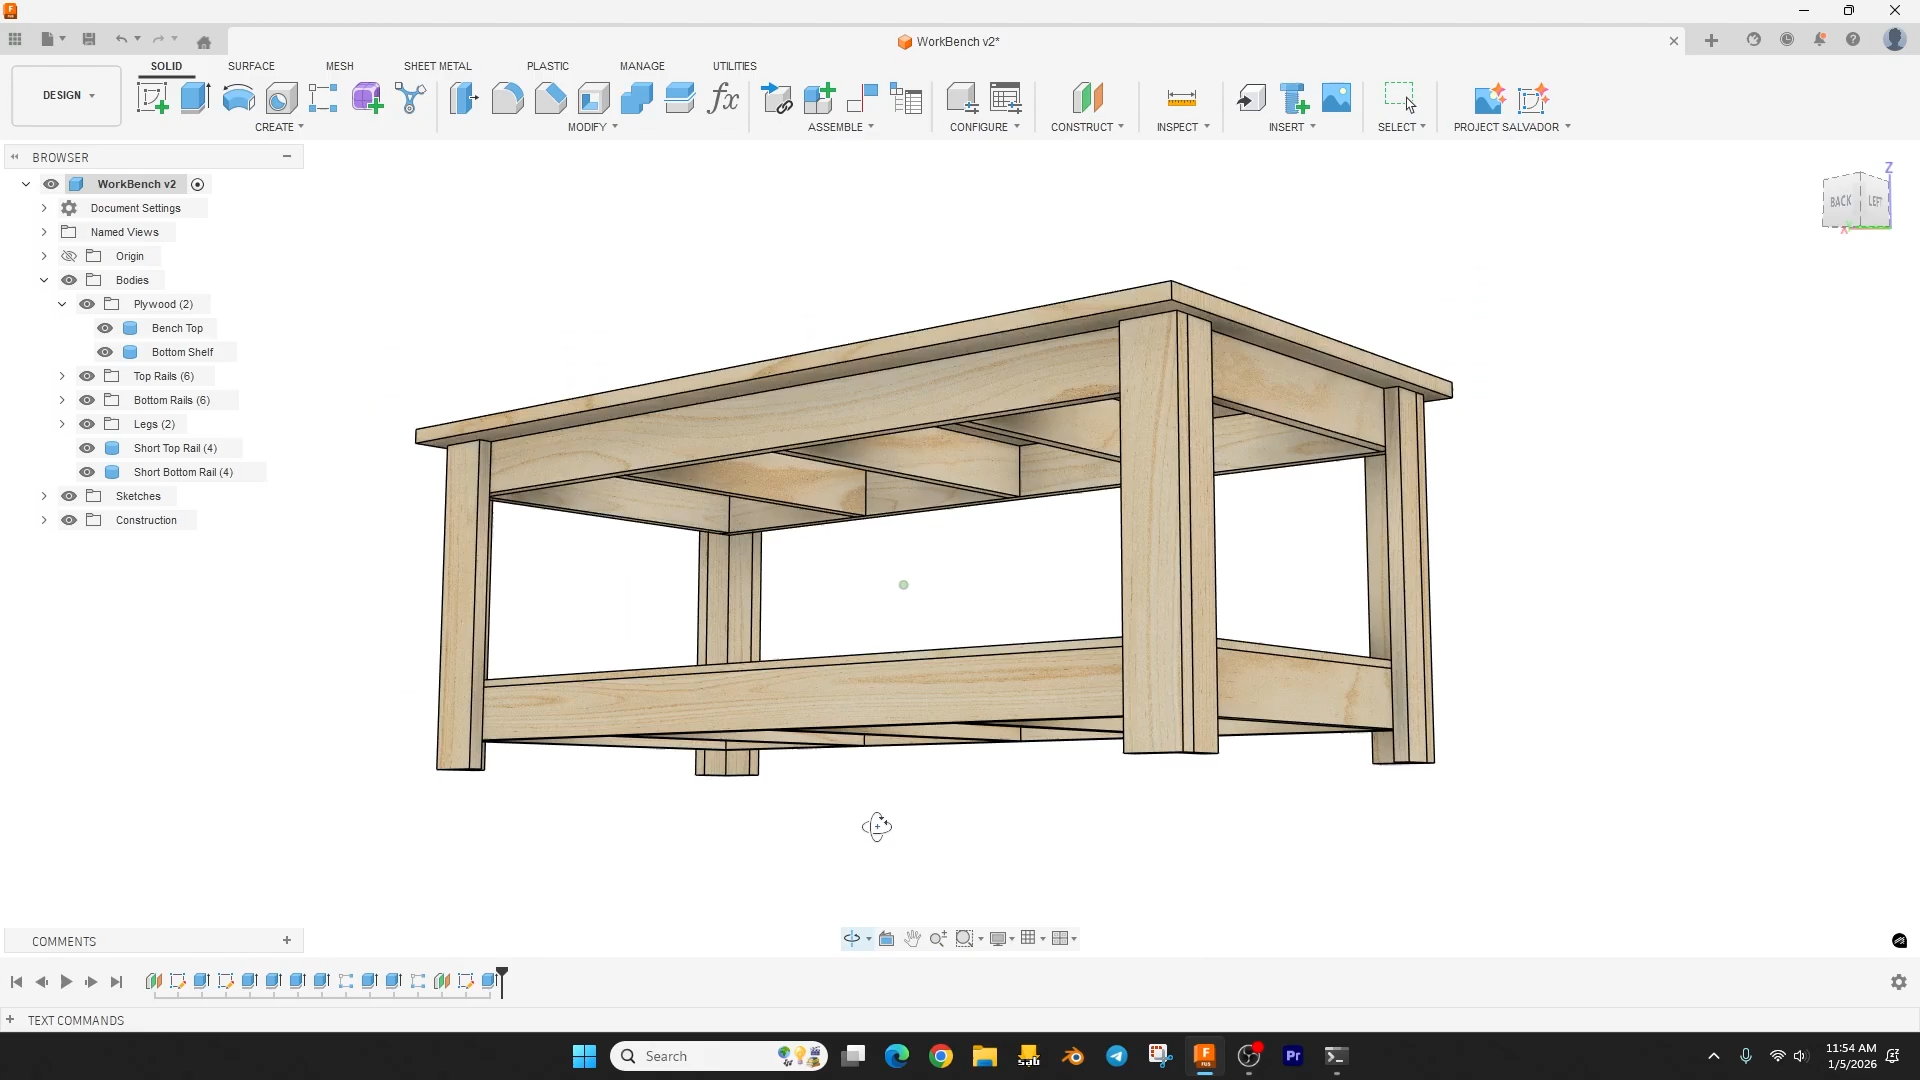 WorkBench v2*
SOLID
SURFACE
MESH
SHEET METAL
PLASTIC
MANAGE
UTILITIES
DESIGN
CREATE
MODIFY
ASSEMBLE
CONFIGURE
CONSTRUCT
INSPECT
INSERT
SELECT
PROJECT SALVADOR
BROWSER
WorkBench v2
Document Settings
Named Views
Origin
Bodies
Plywood (2)
Bench Top
Bottom Shelf
Top Rails (6)
Bottom Rails (6)
Legs (2)
Short Top Rail (4)
Short Bottom Rail (4)
Sketches
Construction
Z
BACK
LEFT
X
COMMENTS
TEXT COMMANDS
Search
sab
F
FUS
Pr
11:54 AM
1/5/2026